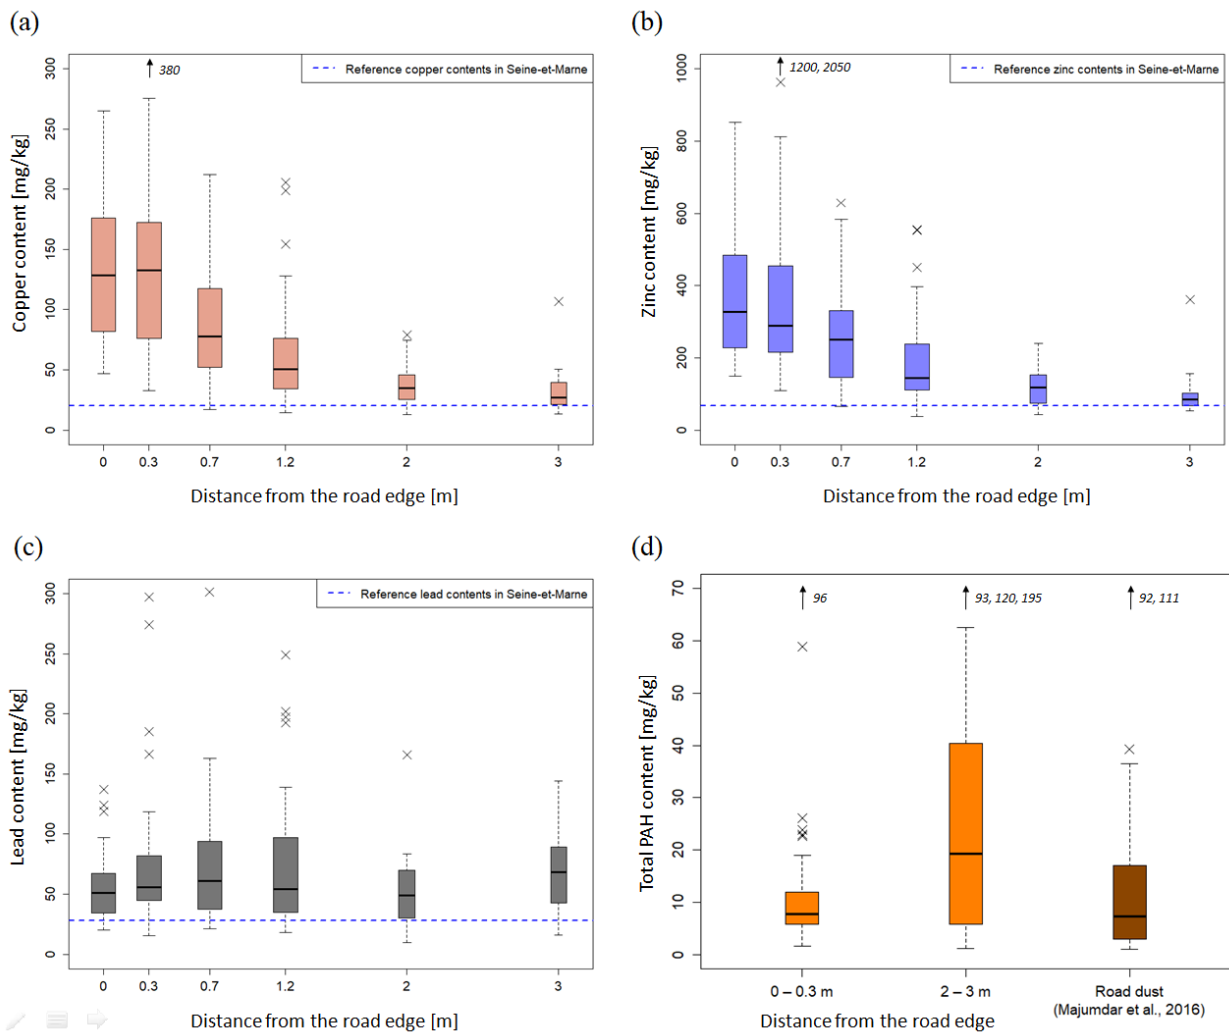 (a)
380
Reference copper contents in Seine-et-Marne
Copper content [mg/kg]
300
250
200
150
100
50
0
0 0.3 0.7 1.2 2 3
Distance from the road edge [m]
(b)
1200, 2050
Reference zinc contents in Seine-et-Marne
Zinc content [mg/kg]
1000
800
600
400
200
0
0 0.3 0.7 1.2 2 3
Distance from the road edge [m]
(c)
Reference lead contents in Seine-et-Marne
Lead content [mg/kg]
300
250
200
150
100
50
0
0 0.3 0.7 1.2 2 3
Distance from the road edge [m]
(d)
96
93, 120, 195
92, 111
Total PAH content [mg/kg]
70
60
50
40
30
20
10
0
0 – 0.3 m
2 – 3 m
Road dust
(Majumdar et al., 2016)
Distance from the road edge